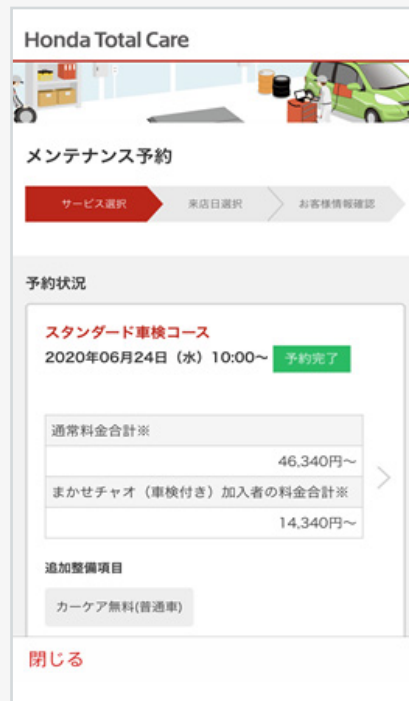 Honda Total Care
メンテナンス予約
サービス選択
来店日選択
お客様情報確認
予約状況
スタンダード車検コース
2020年06月24日（水）10:00〜 予約完了
通常料金合計※
46,340円〜
まかせチャオ（車検付き）加入者の料金合計※
14,340円〜
追加整備項目
カーケア無料(普通車)
閉じる